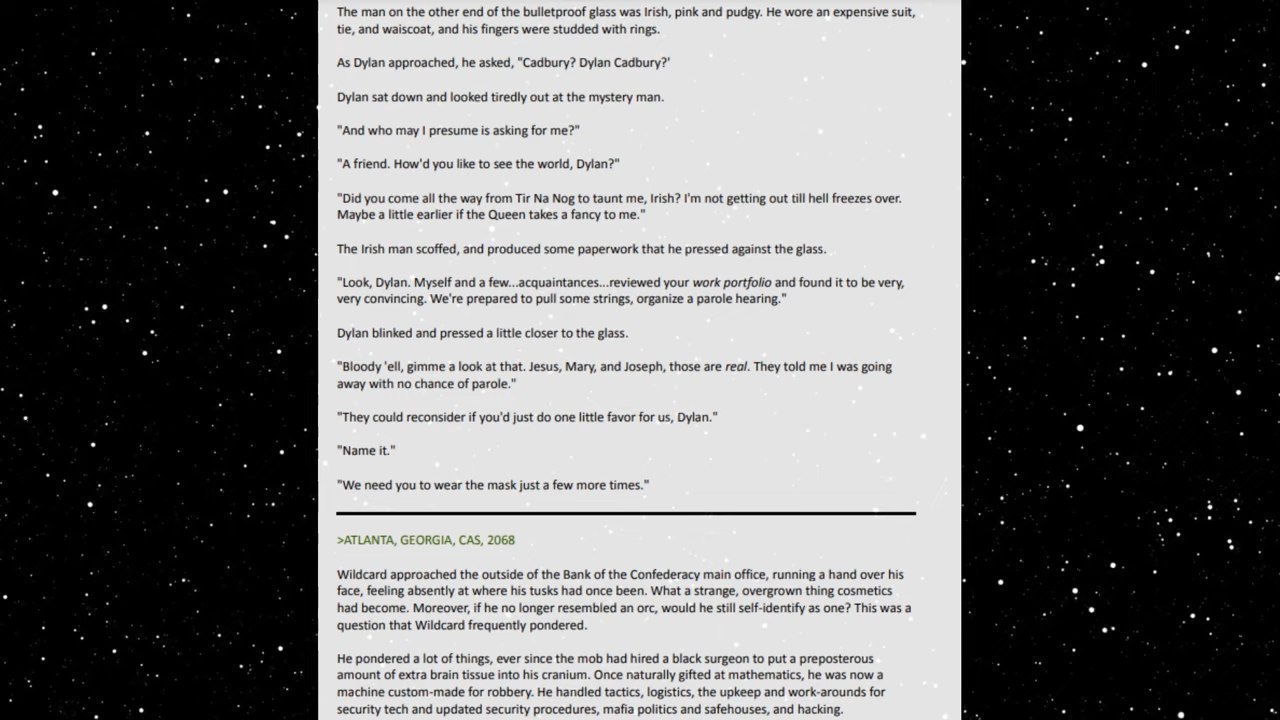 The man on the other end of the bulletproof glass was Irish, pink and pudgy. He wore an expensive suit,
tie, and waiscoat, and his fingers were studded with rings.
As Dylan approached, he asked, "Cadbury? Dylan Cadbury?'
Dylan sat down and looked tiredly out at the mystery man.
"And who may I presume is asking for me?"
"A friend. How'd you like to see the world, Dylan?"
"Did you come all the way from Tir Na Nog to taunt me, Irish? I'm not getting out till hell freezes over.
Maybe a little earlier if the Queen takes a fancy to me."
The Irish man scoffed, and produced some paperwork that he pressed against the glass.
"Look, Dylan. Myself and a few...acquaintances...reviewed your work portfolio and found it to be very,
very convincing. We're prepared to pull some strings, organize a parole hearing."
Dylan blinked and pressed a little closer to the glass.
"Bloody 'ell, gimme a look at that. Jesus, Mary, and Joseph, those are real. They told me I was going
away with no chance of parole."
"They could reconsider if you'd just do one little favor for us, Dylan."
"Name it."
"We need you to wear the mask just a few more times."
>ATLANTA, GEORGIA, CAS, 2068
Wildcard approached the outside of the Bank of the Confederacy main office, running a hand over his
face, feeling absently at where his tusks had once been. What a strange, overgrown thing cosmetics
had become. Moreover, if he no longer resembled an orc, would he still self-identify as one? This was a
question that Wildcard frequently pondered.
He pondered a lot of things, ever since the mob had hired a black surgeon to put a preposterous
amount of extra brain tissue into his cranium. Once naturally gifted at mathematics, he was now a
machine custom-made for robbery. He handled tactics, logistics, the upkeep and work-arounds for
security tech and updated security procedures, mafia politics and safehouses, and hacking.